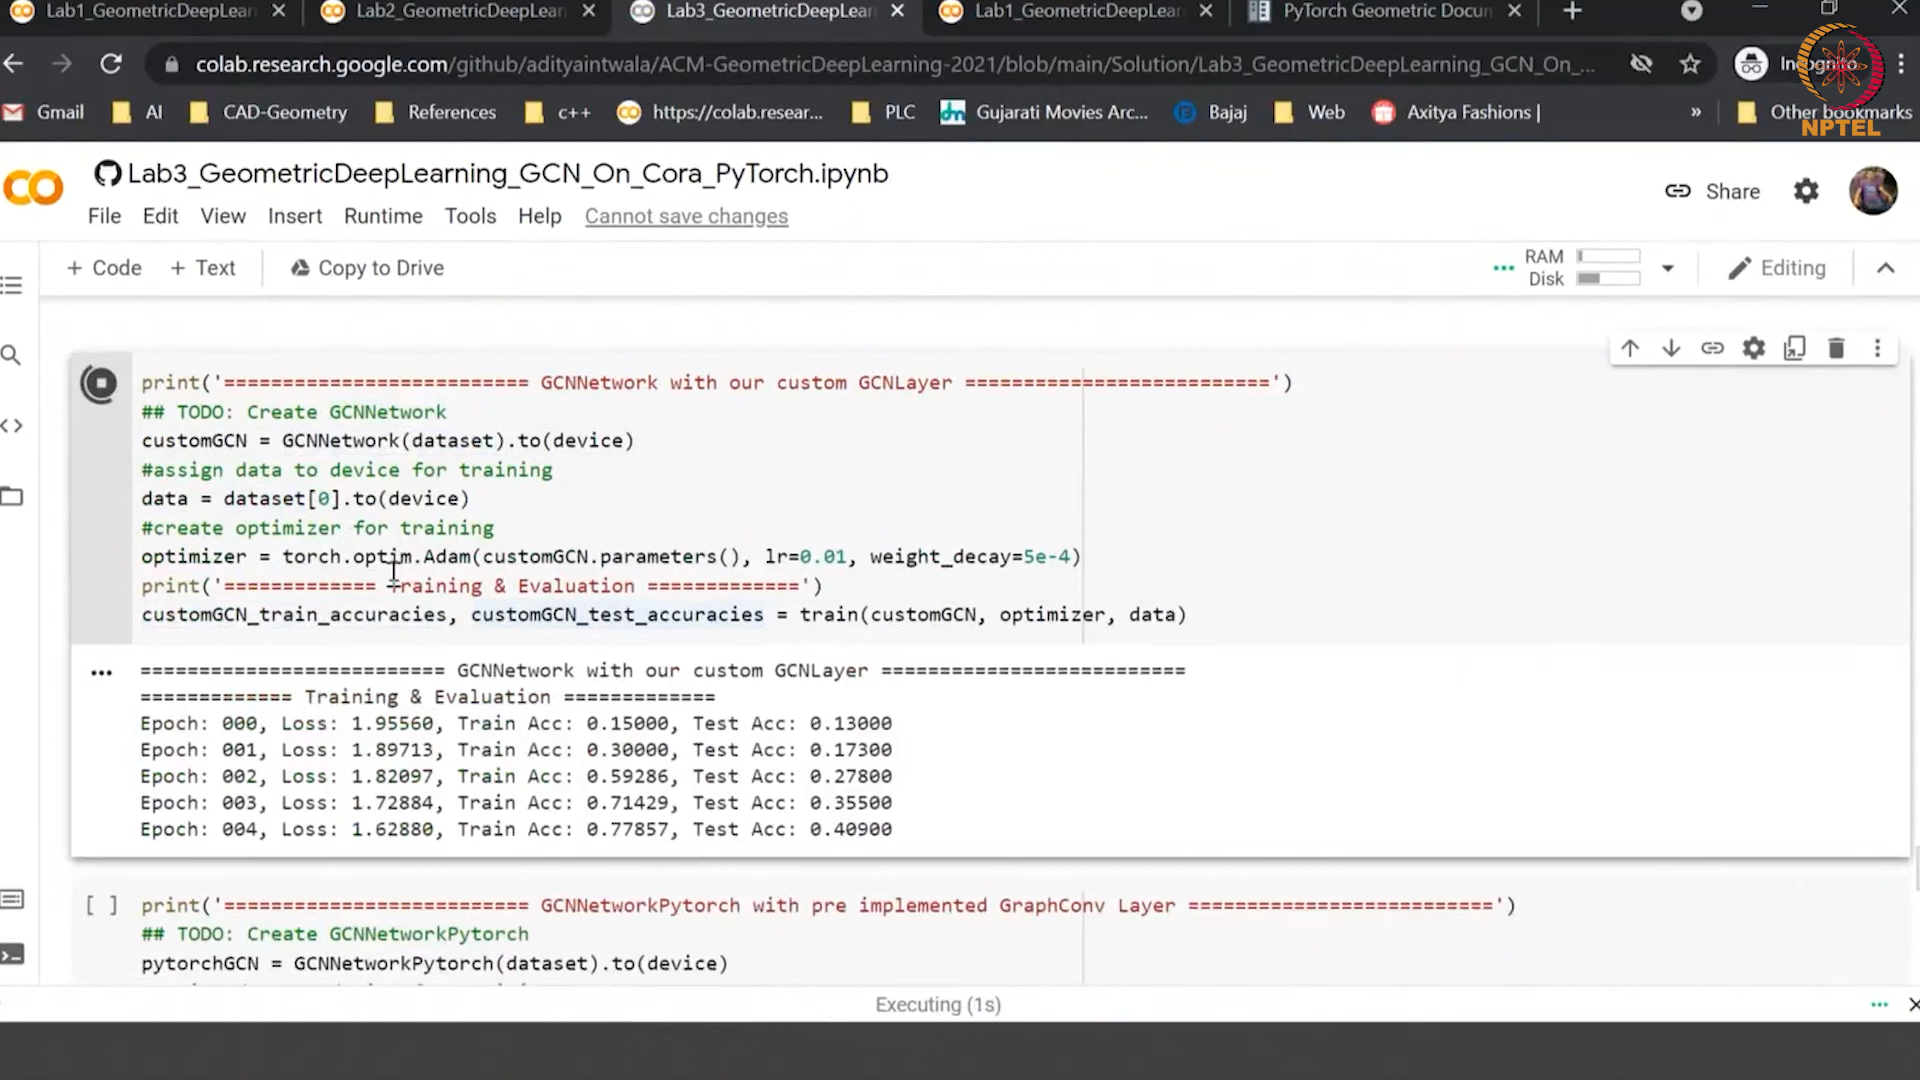 Lab1_GeometricDeepLear
Lab2_GeometricDeepLear
Lab3_GeometricDeepLear
Lab1_GeometricDeepLear
PyTorch Geometric Docum
colab.research.google.com/github/adityaintwala/ACM-GeometricDeepLearning-2021/blob/main/Solution/Lab3_GeometricDeepLearning_GCN_On_...
Incognito
Gmail
AI
CAD-Geometry
References
c++
https://colab.resear...
PLC
Gujarati Movies Arc...
Bajaj
Web
Axitya Fashions |
»
Other bookmarks
NPTEL
Lab3_GeometricDeepLearning_GCN_On_Cora_PyTorch.ipynb
Share
File Edit View Insert Runtime Tools Help Cannot save changes
+ Code + Text Copy to Drive
RAM
Disk
Editing
print('========================== GCNNetwork with our custom GCNLayer ==========================')
## TODO: Create GCNNetwork
customGCN = GCNNetwork(dataset).to(device)
#assign data to device for training
data = dataset[0].to(device)
#create optimizer for training
optimizer = torch.optim.Adam(customGCN.parameters(), lr=0.01, weight_decay=5e-4)
print('============= Training & Evaluation =============')
customGCN_train_accuracies, customGCN_test_accuracies = train(customGCN, optimizer, data)
========================== GCNNetwork with our custom GCNLayer ==========================
============= Training & Evaluation =============
Epoch: 000, Loss: 1.95560, Train Acc: 0.15000, Test Acc: 0.13000
Epoch: 001, Loss: 1.89713, Train Acc: 0.30000, Test Acc: 0.17300
Epoch: 002, Loss: 1.82097, Train Acc: 0.59286, Test Acc: 0.27800
Epoch: 003, Loss: 1.72884, Train Acc: 0.71429, Test Acc: 0.35500
Epoch: 004, Loss: 1.62880, Train Acc: 0.77857, Test Acc: 0.40900
[ ] print('========================== GCNNetworkPytorch with pre implemented GraphConv Layer ==========================')
## TODO: Create GCNNetworkPytorch
pytorchGCN = GCNNetworkPytorch(dataset).to(device)
Executing (1s)